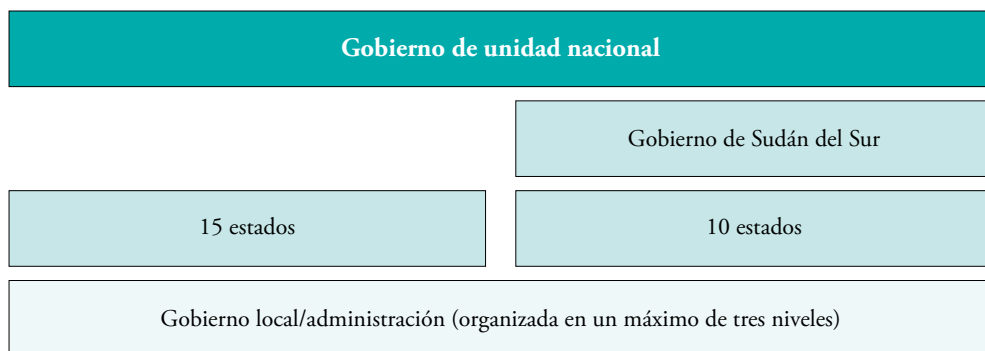 Gobierno de unidad nacional
Gobierno de Sudán del Sur
15 estados
10 estados
Gobierno local/administración (organizada en un máximo de tres niveles)